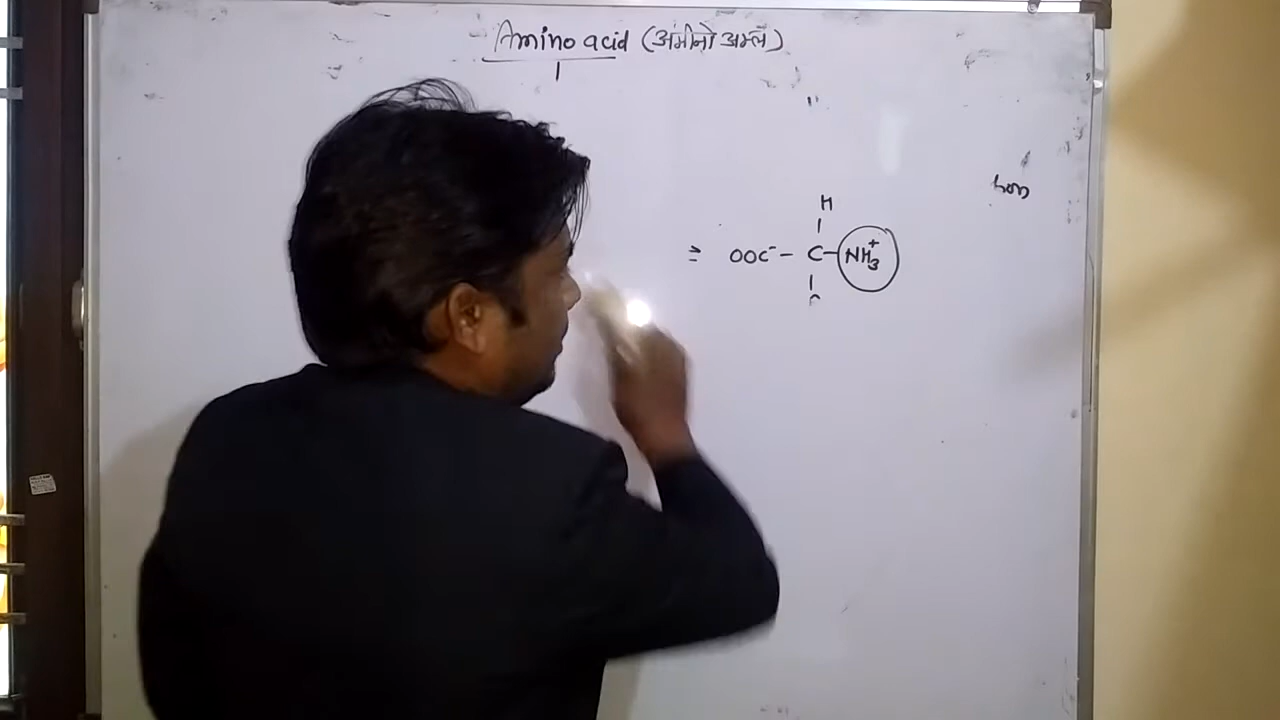 Amino acid (अमीनो अम्ल)
H
OOC⁻ – C – NH₃⁺